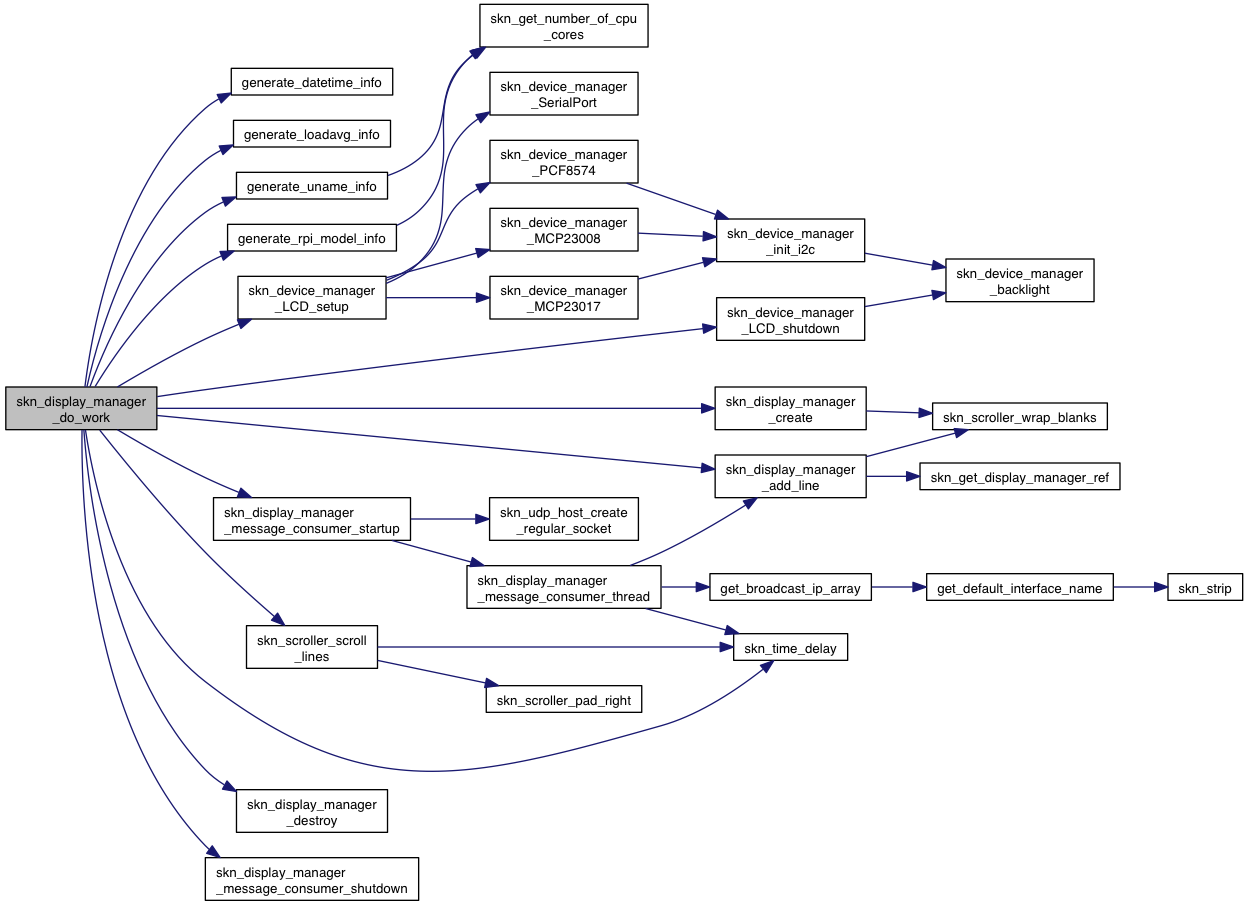 skn_get_number_of_cpu
_cores
generate_datetime_info
skn_device_manager
_SerialPort
generate_loadavg_info
skn_device_manager
_PCF8574
generate_uname_info
skn_device_manager
_MCP23008
skn_device_manager
_init_i2c
generate_rpi_model_info
skn_device_manager
_backlight
skn_device_manager
_LCD_setup
skn_device_manager
_MCP23017
skn_device_manager
_LCD_shutdown
skn_display_manager
_do_work
skn_display_manager
_create
skn_scroller_wrap_blanks
skn_display_manager
_add_line
skn_get_display_manager_ref
skn_display_manager
_message_consumer_startup
skn_udp_host_create
_regular_socket
skn_display_manager
_message_consumer_thread
get_broadcast_ip_array
get_default_interface_name
skn_strip
skn_scroller_scroll
_lines
skn_time_delay
skn_scroller_pad_right
skn_display_manager
_destroy
skn_display_manager
_message_consumer_shutdown